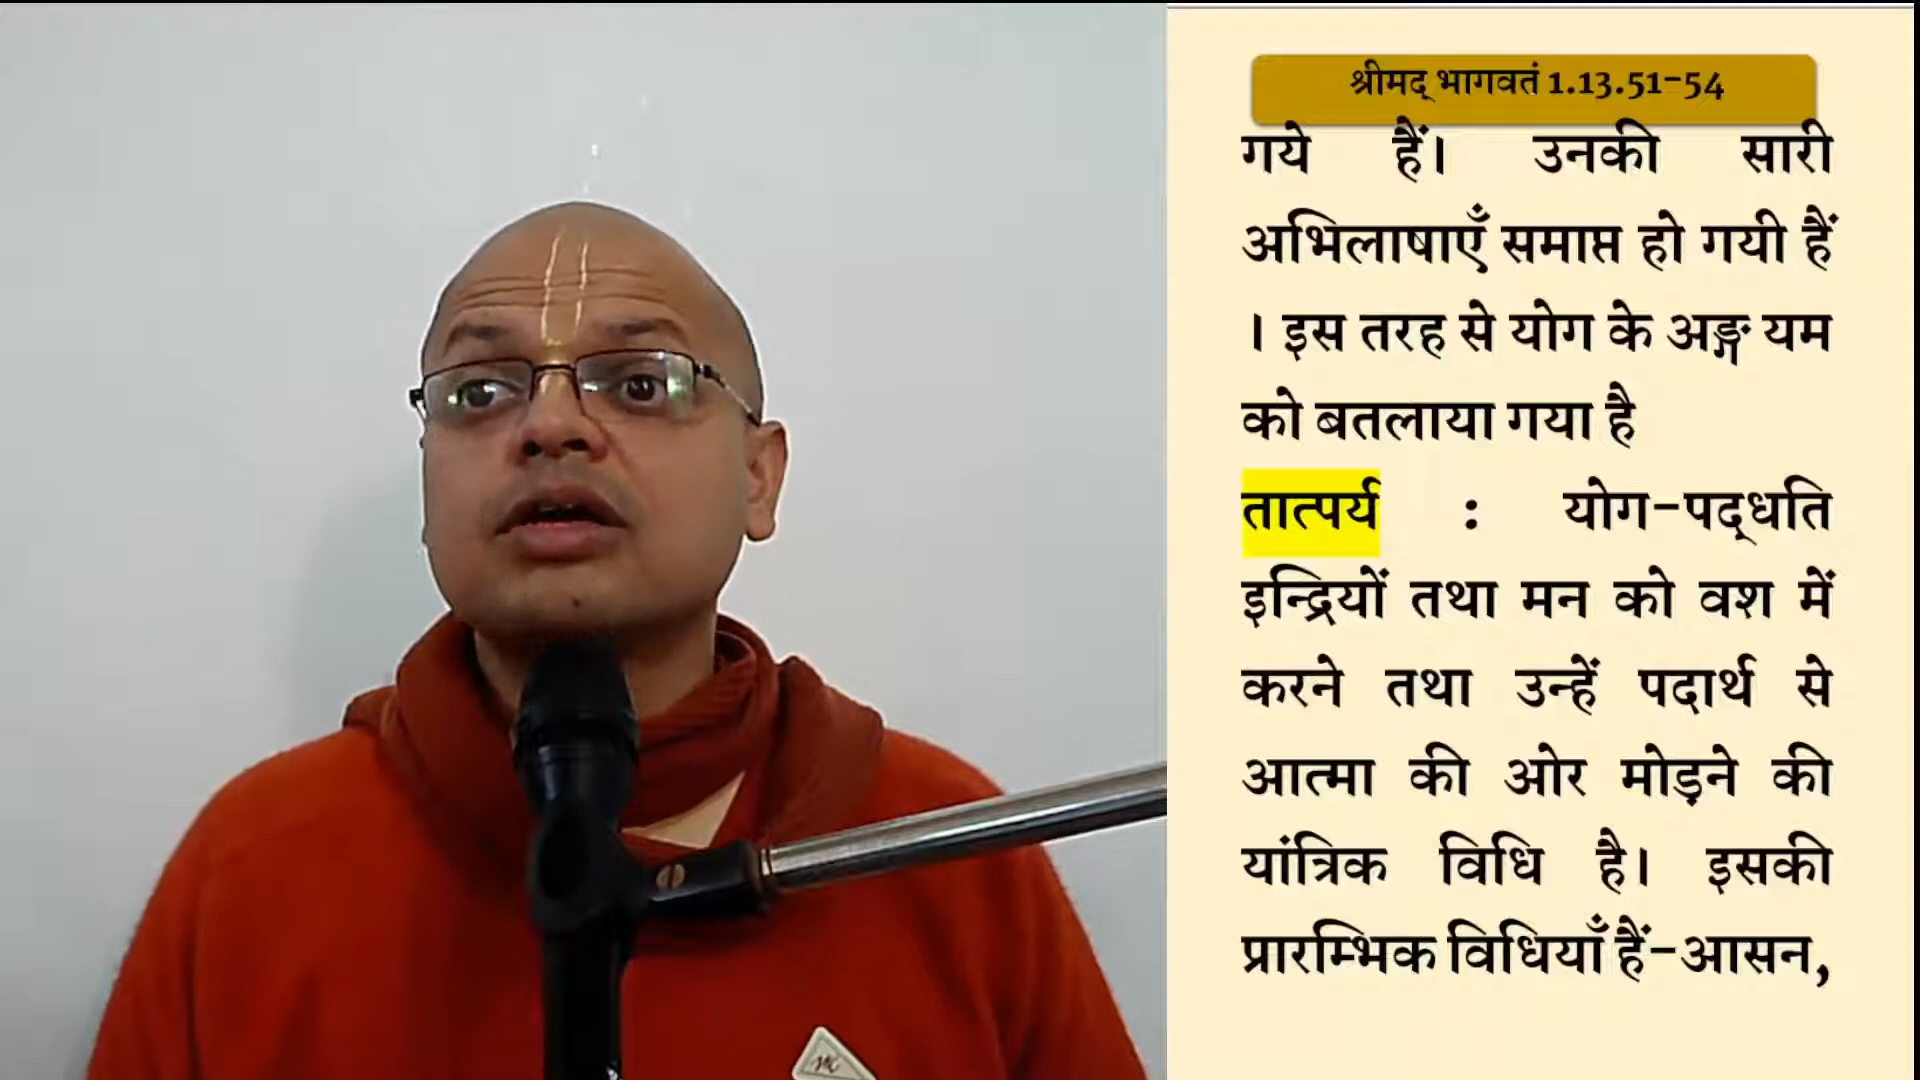 श्रीमद् भागवतं 1.13.51-54
गये हैं। उनकी सारी
अभिलाषाएँ समाप्त हो गयी हैं
। इस तरह से योग के अङ्ग यम
को बतलाया गया है
तात्पर्य : योग-पद्धति
इन्द्रियों तथा मन को वश में
करने तथा उन्हें पदार्थ से
आत्मा की ओर मोड़ने की
यांत्रिक विधि है। इसकी
प्रारम्भिक विधियाँ हैं-आसन,